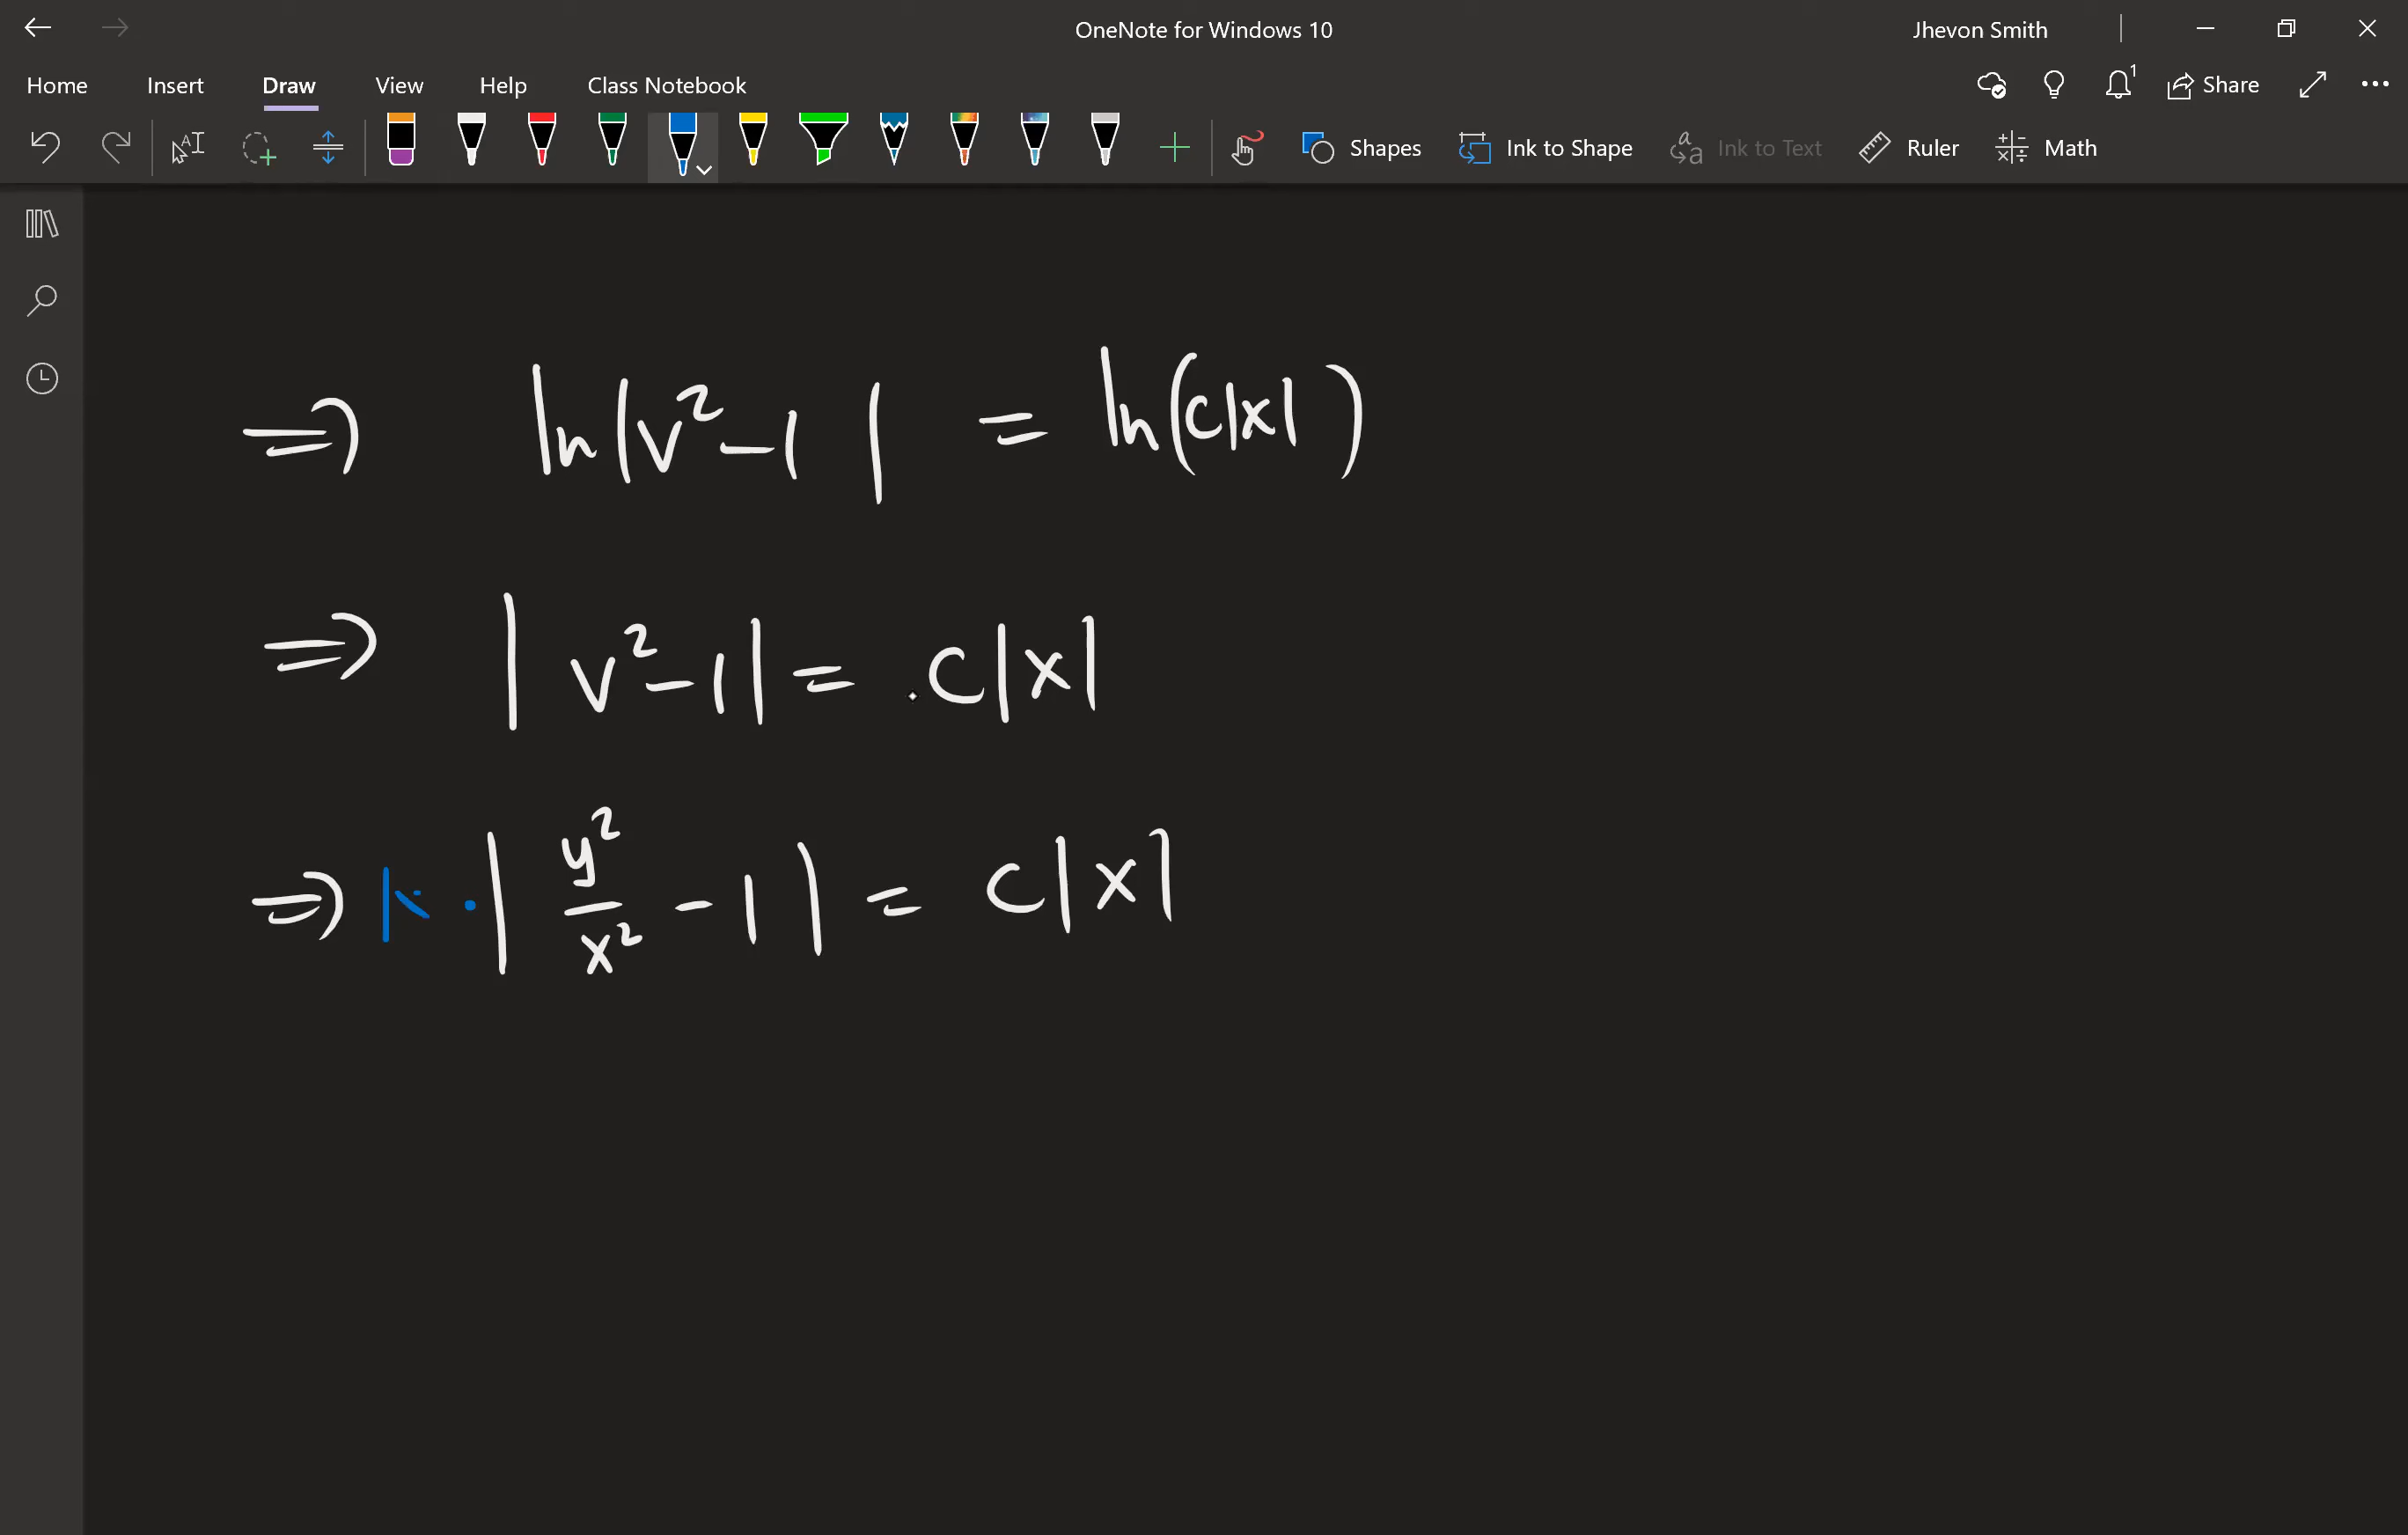 OneNote for Windows 10
Jhevon Smith
Home Insert Draw View Help Class Notebook
1 Share
Shapes Ink to Shape Ink to Text Ruler Math
⇒ ln|v²-1| = ln(c|x|)
⇒ |v²-1| = .c|x|
⇒ k·|y²/x² - 1| = c|x|